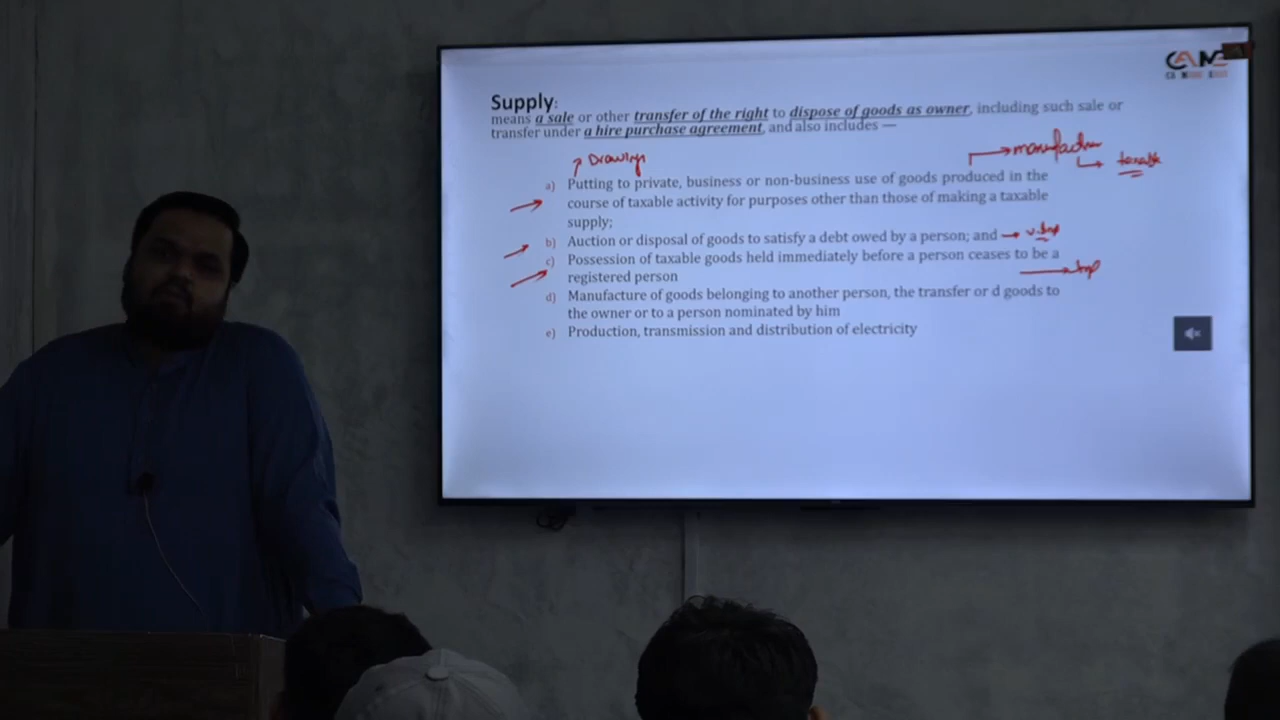 Supply:
means a sale or other transfer of the right to dispose of goods as owner, including such sale or
transfer under a hire purchase agreement, and also includes —
Drawings
manufacturer
taxable
a) Putting to private, business or non-business use of goods produced in the
course of taxable activity for purposes other than those of making a taxable
supply;
b) Auction or disposal of goods to satisfy a debt owed by a person; and
c) Possession of taxable goods held immediately before a person ceases to be a
registered person
d) Manufacture of goods belonging to another person, the transfer or d goods to
the owner or to a person nominated by him
e) Production, transmission and distribution of electricity